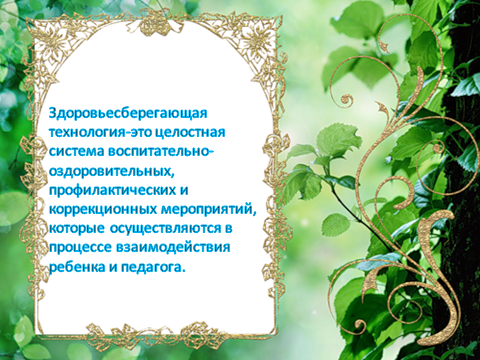 Здоровьесберегающая
технология-это целостная
система воспитательно-
оздоровительных,
профилактических и
коррекционных мероприятий,
которые осуществляются в
процессе взаимодействия
ребенка и педагога.